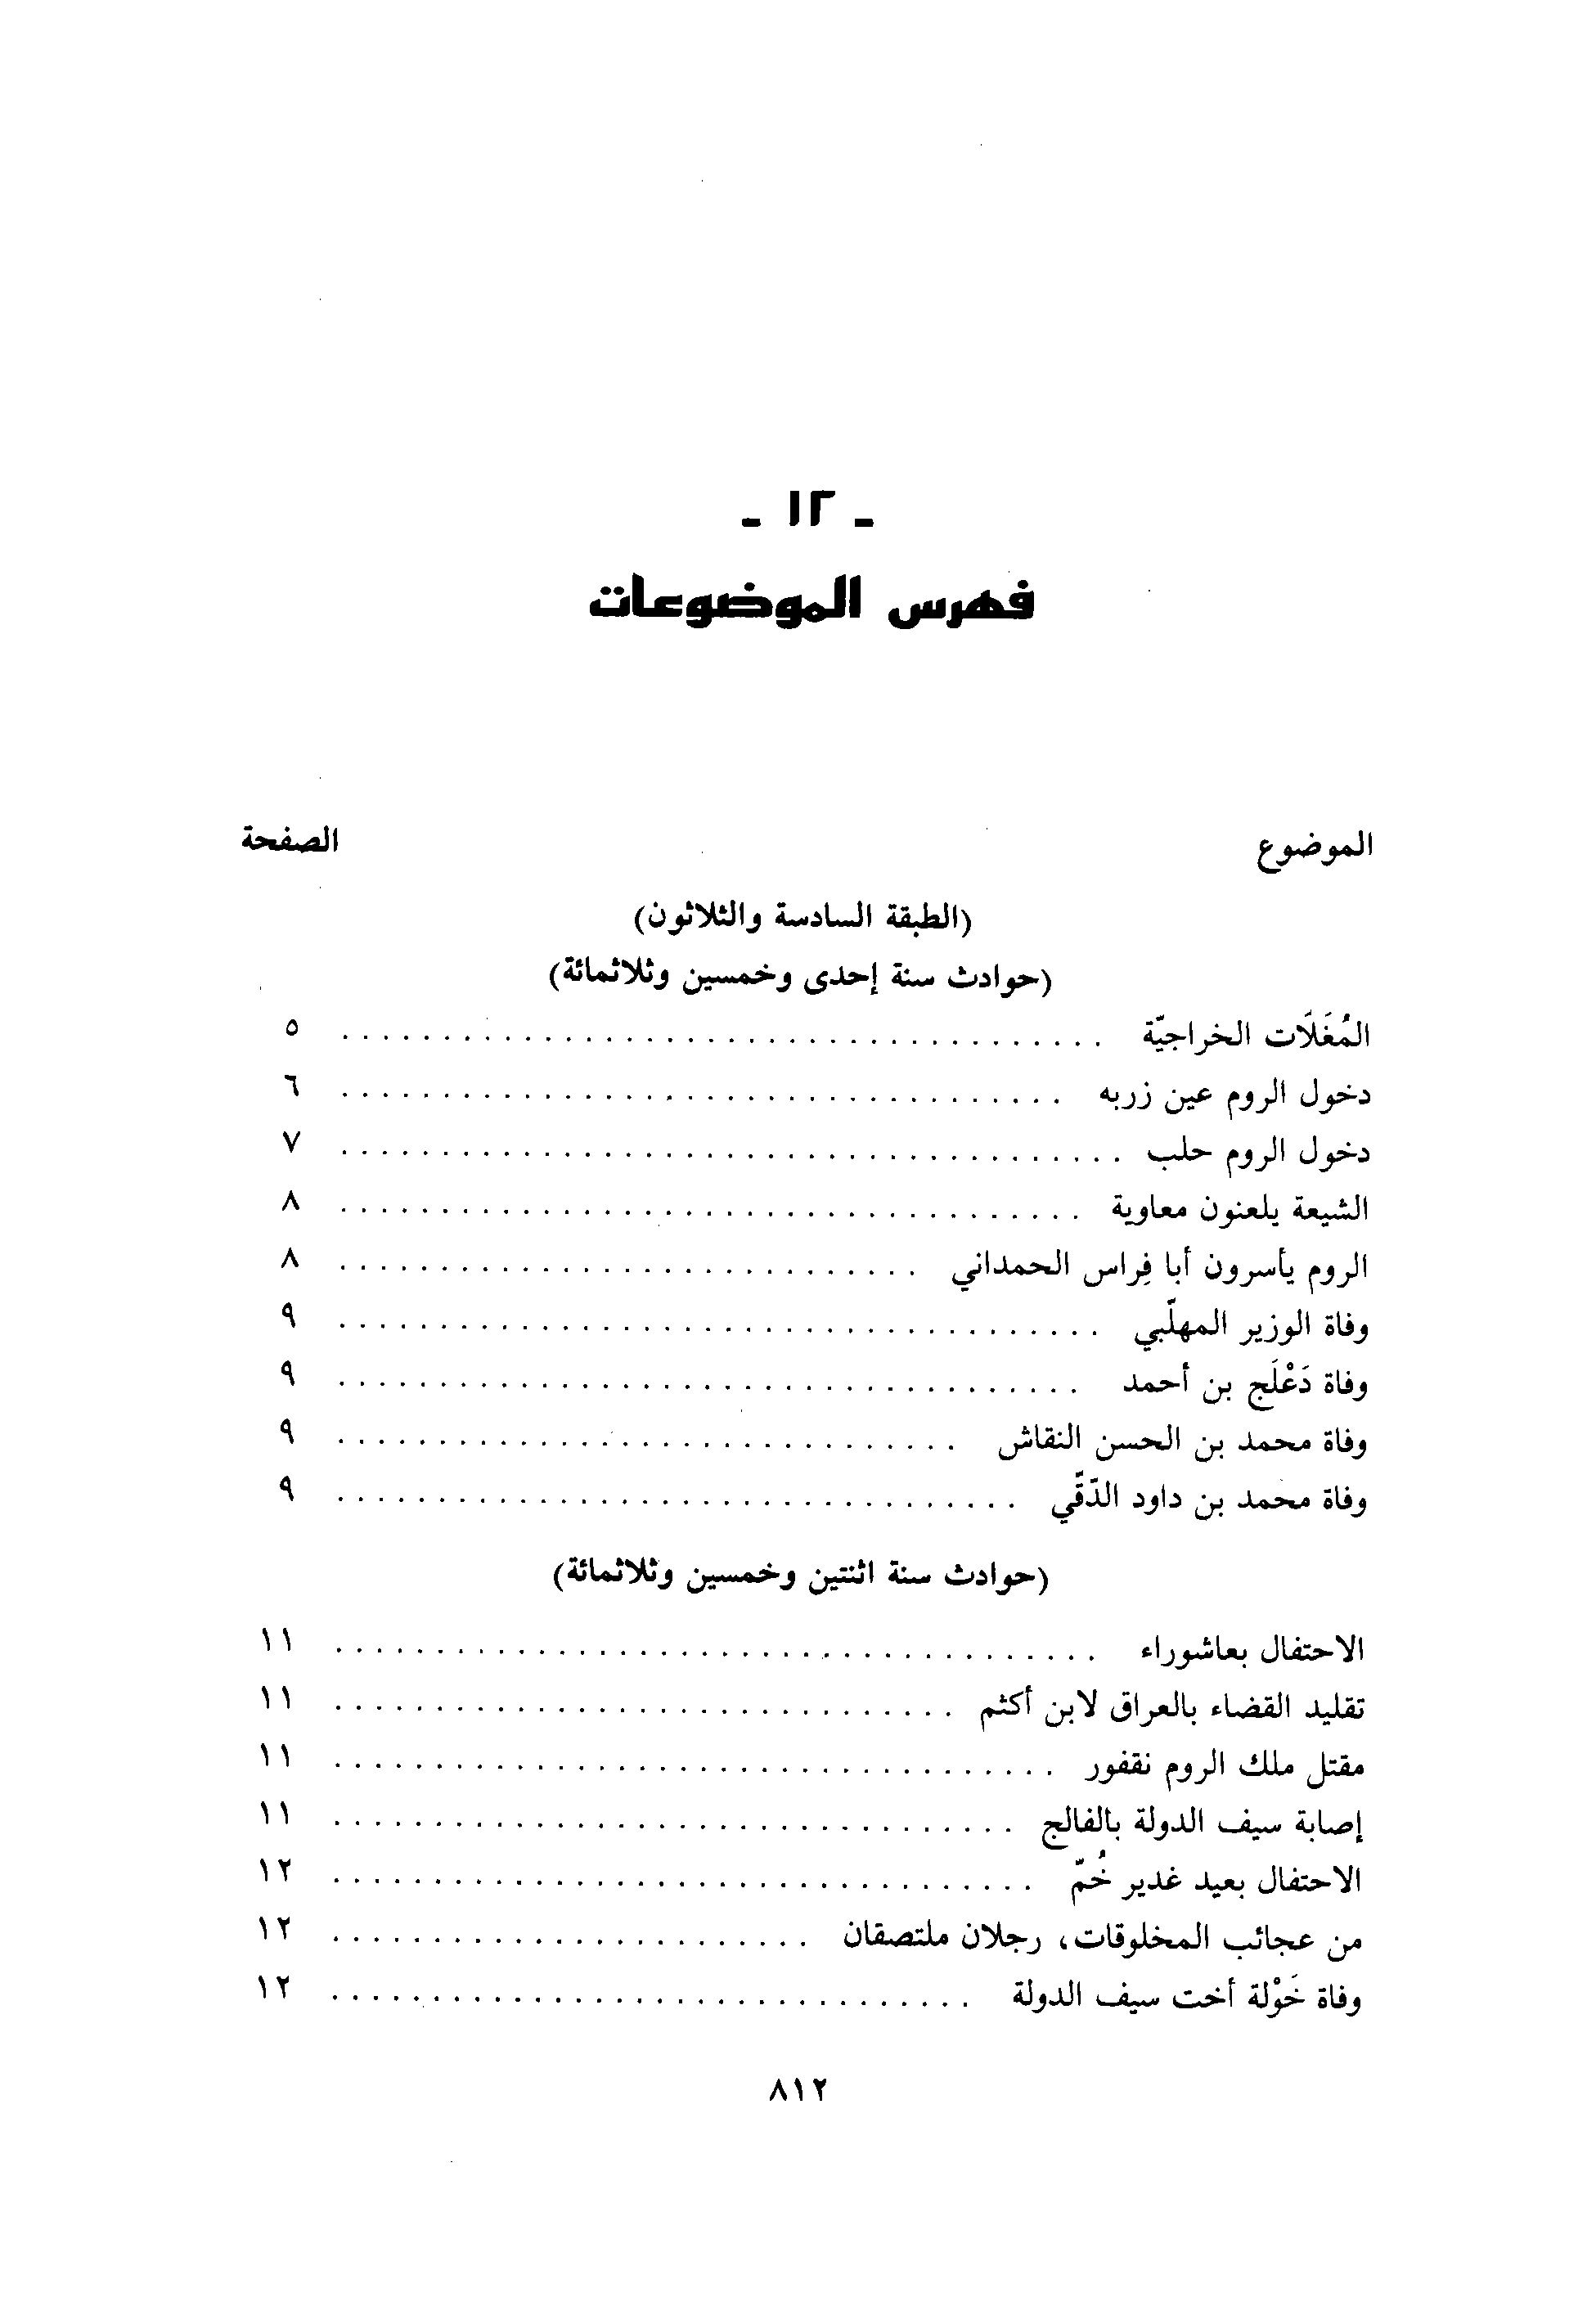 - ١٢ -
فهرس الموضوعات
الموضوع الصفحة
(الطبقة السادسة والثلاثون)
(حوادث سنة إحدى وخمسين وثلاثمائة)
المُغَلَات الخراجيّة . . . . . . . . . . ٥
دخول الروم عين زربه . . . . . . . . . . ٦
دخول الروم حلب . . . . . . . . . . ٧
الشيعة يلعنون معاوية . . . . . . . . . . ٨
الروم يأسرون أبا فِراس الحمداني . . . . . . . . . . ٨
وفاة الوزير المهلّبي . . . . . . . . . . ٩
وفاة دَعْلَج بن أحمد . . . . . . . . . . ٩
وفاة محمد بن الحسن النقاش . . . . . . . . . . ٩
وفاة محمد بن داود الدّقّي . . . . . . . . . . ٩
(حوادث سنة اثنتين وخمسين وثلاثمائة)
الاحتفال بعاشوراء . . . . . . . . . . ١١
تقليد القضاء بالعراق لابن أكثم . . . . . . . . . . ١١
مقتل ملك الروم نقفور . . . . . . . . . . ١١
إصابة سيف الدولة بالفالج . . . . . . . . . . ١١
الاحتفال بعيد غدير خُمّ . . . . . . . . . . ١٢
من عجائب المخلوقات، رجلان ملتصقان . . . . . . . . . . ١٢
وفاة خَوْلة أخت سيف الدولة . . . . . . . . . . ١٢
٨١٢